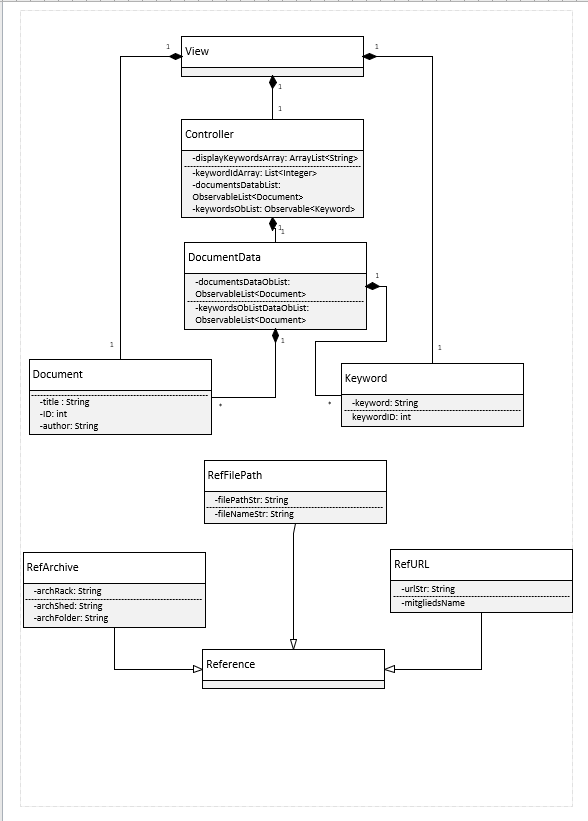 1
View
1
1
1
Controller
-displayKeywordsArray: ArrayList<String>
-keywordIdArray: List<Integer>
-documentsDatabList:
ObservableList<Document>
-keywordsObList: Observable<Keyword>
1
1
DocumentData
-documentsDataObList:
ObservableList<Document>
-keywordsObListDataObList:
ObservableList<Document>
1
1
1
1
Document
-title : String
-ID: int
-author: String
*
*
Keyword
-keyword: String
keywordID: int
RefFilePath
-filePathStr: String
-fileNameStr: String
RefArchive
-archRack: String
-archShed: String
-archFolder: String
RefURL
-urlStr: String
-mitgliedsName
Reference